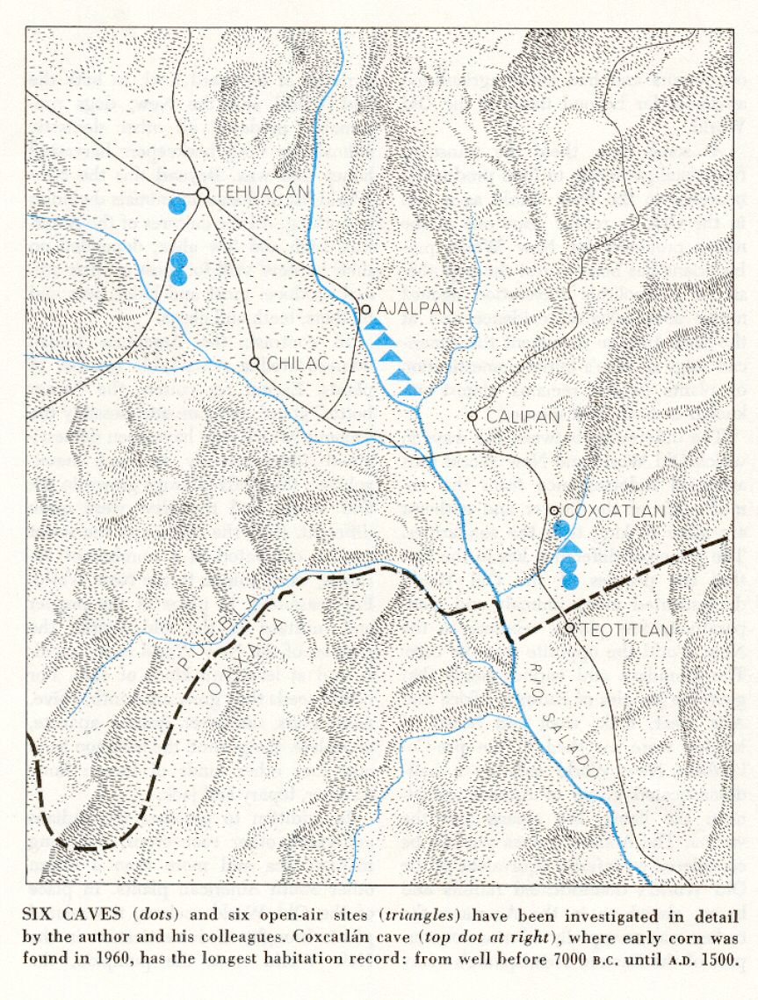 TEHUACÁN
AJALPAN
CHILAC
CALIPAN
COXCATLÁN
PUEBLA
OAXACA
TEOTITLÁN
RIO SALADO
SIX CAVES (dots) and six open-air sites (triangles) have been investigated in detail
by the author and his colleagues. Coxcatlán cave (top dot at right), where early corn was
found in 1960, has the longest habitation record: from well before 7000 B.C. until A.D. 1500.